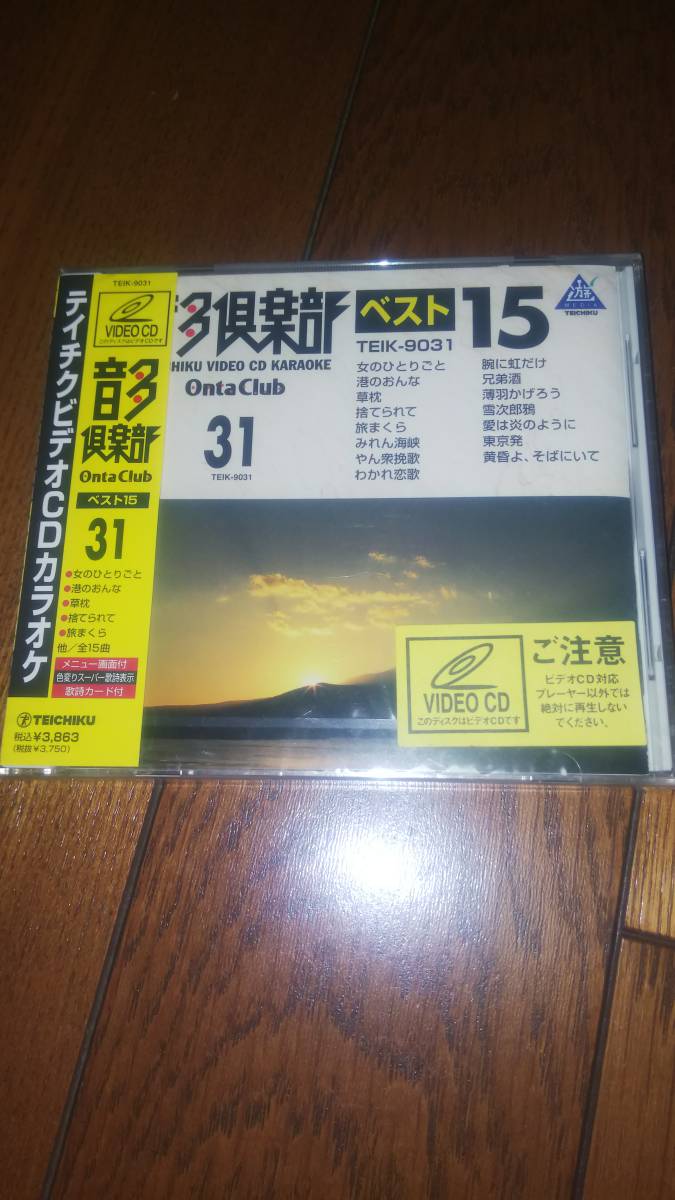 テイチクビデオCDカラオケ
TEIK-9031
VIDEO CD
このディスクはビデオCDです
音多
倶楽部
Onta Club
ベスト15
31
●女のひとりごと
●港のおんな
●草枕
●捨てられて
●旅まくら
他/全15曲
メニュー画面付
色変りスーパー歌詩表示
歌詩カード付
TEICHIKU
税込¥3,863
(税抜¥3,750)
多倶楽部
HIKU VIDEO CD KARAOKE
Onta Club
31
TEIK-9031
ベスト15
TEIK-9031
女のひとりごと
港のおんな
草枕
捨てられて
旅まくら
みれん海峡
やん衆挽歌
わかれ恋歌
腕に虹だけ
兄弟酒
薄羽かげろう
雪次郎鴉
愛は炎のように
東京発
黄昏よ、そばにいて
遊
MEDIA
TEICHIKU
VIDEO CD
このディスクはビデオCDです
ご注意
ビデオCD対応
プレーヤー以外では
絶対に再生しない
でください。